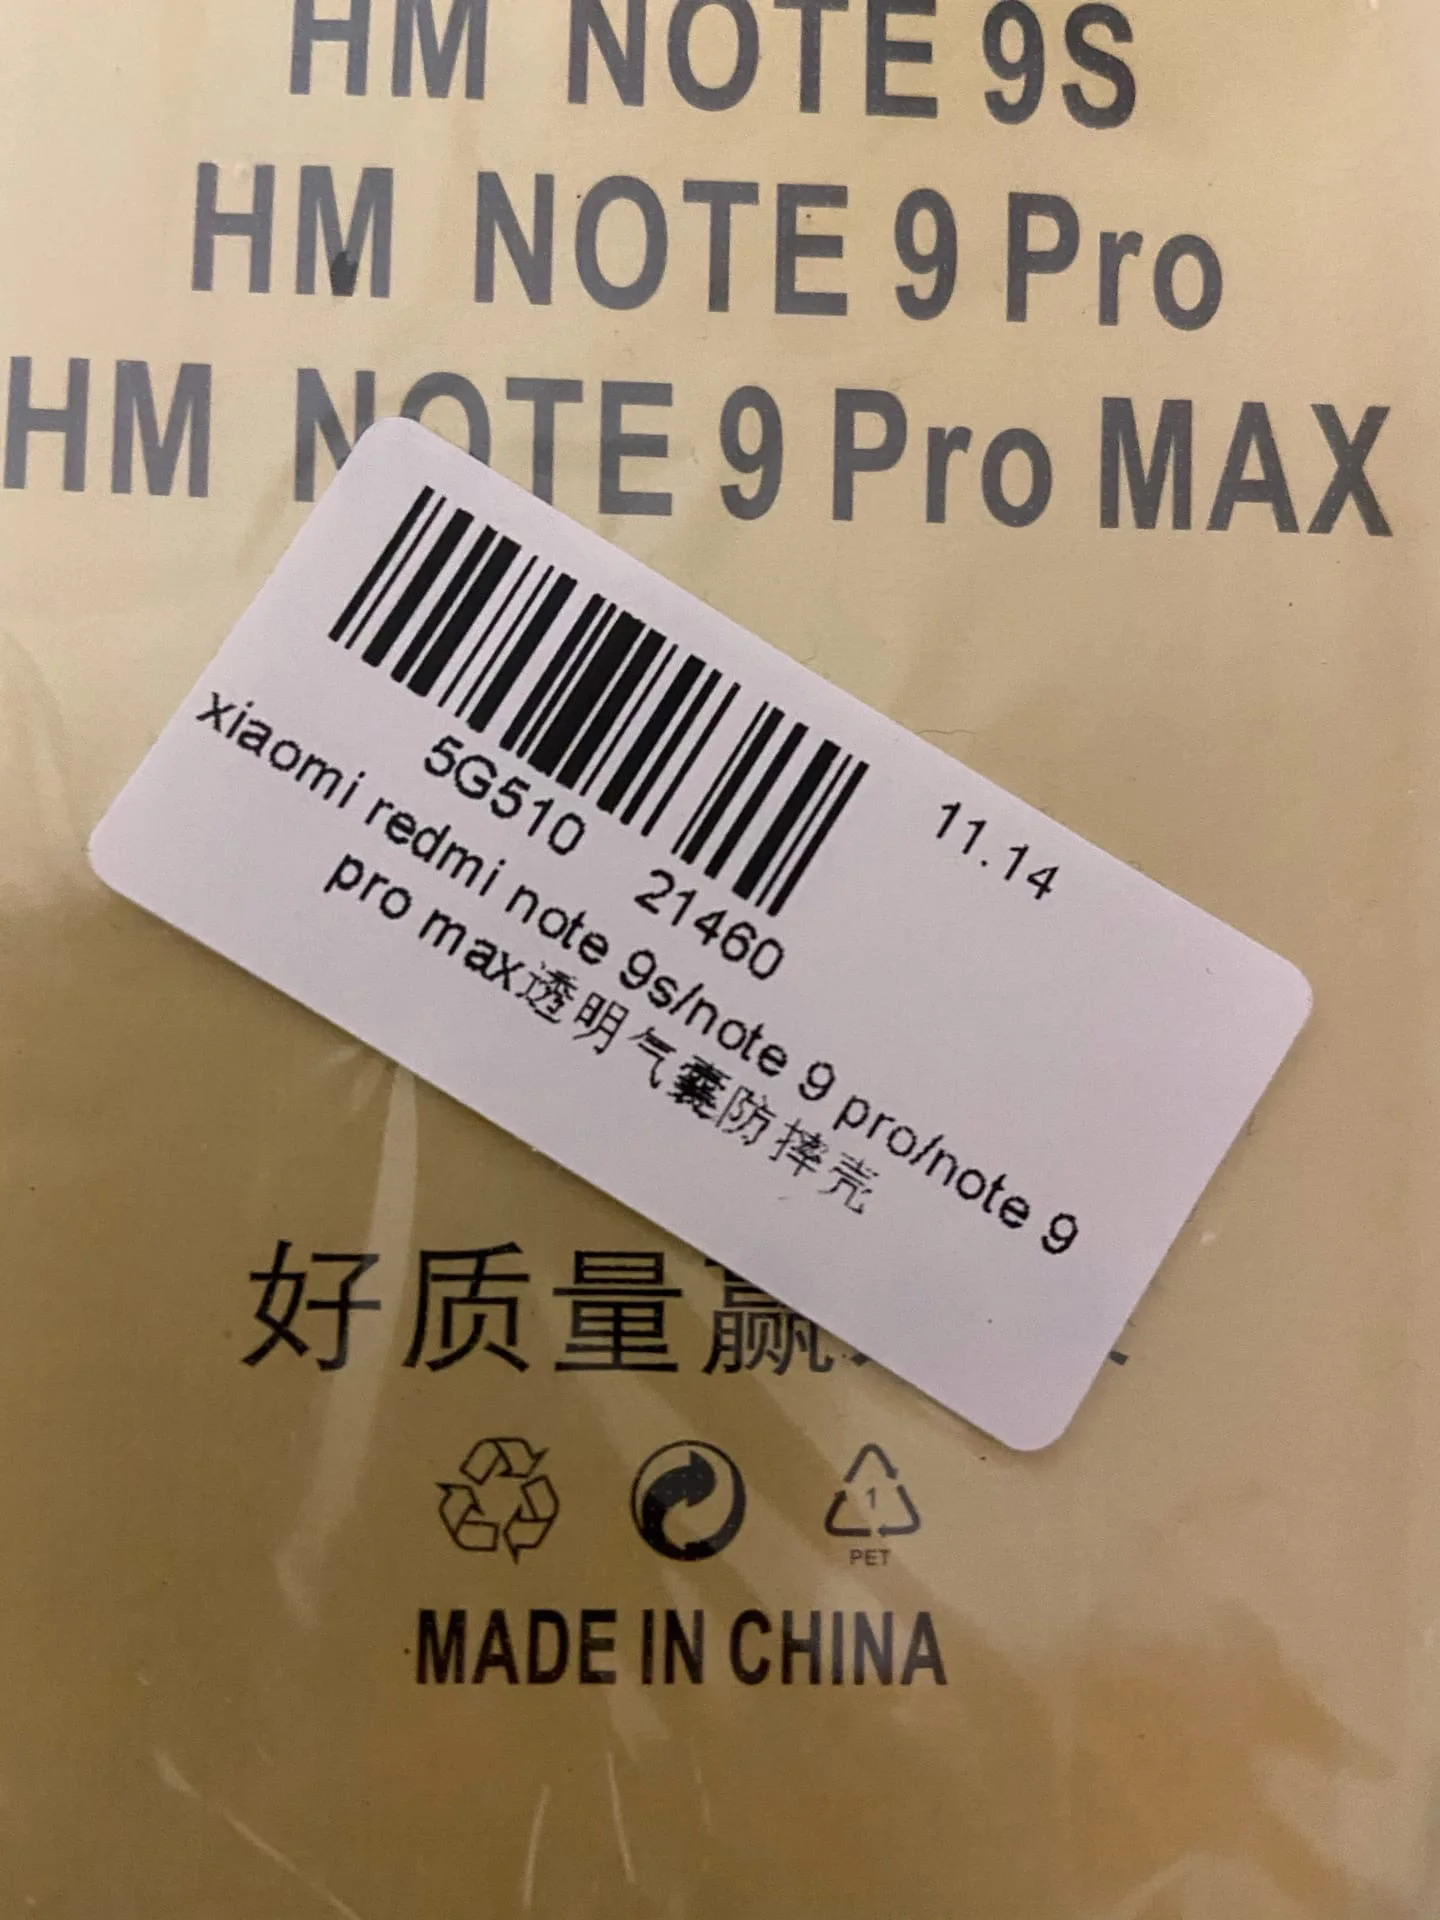 HM NOTE 9S
HM NOTE 9 Pro
HM NOTE 9 Pro MAX
5G510 21460
11.14
xiaomi redmi note 9s/note 9 pro/note 9
pro max透明气囊防摔壳
好质量赢
1
PET
MADE IN CHINA